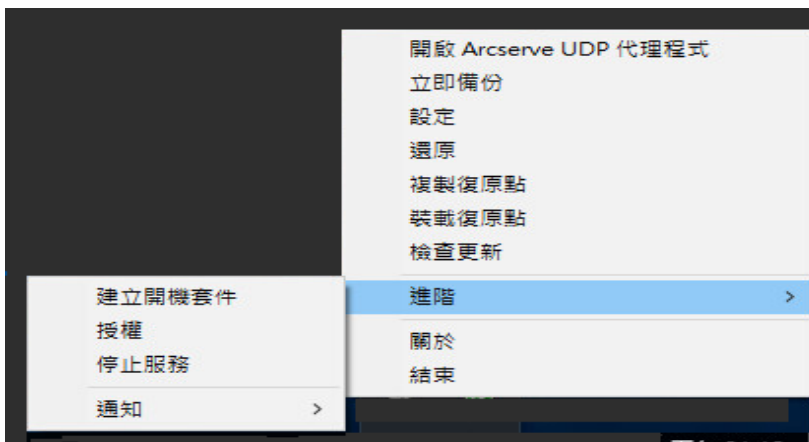 開啟 Arcserve UDP 代理程式
立即備份
設定
還原
複製復原點
裝載復原點
檢查更新
進階
關於
結束
建立開機套件
授權
停止服務
通知